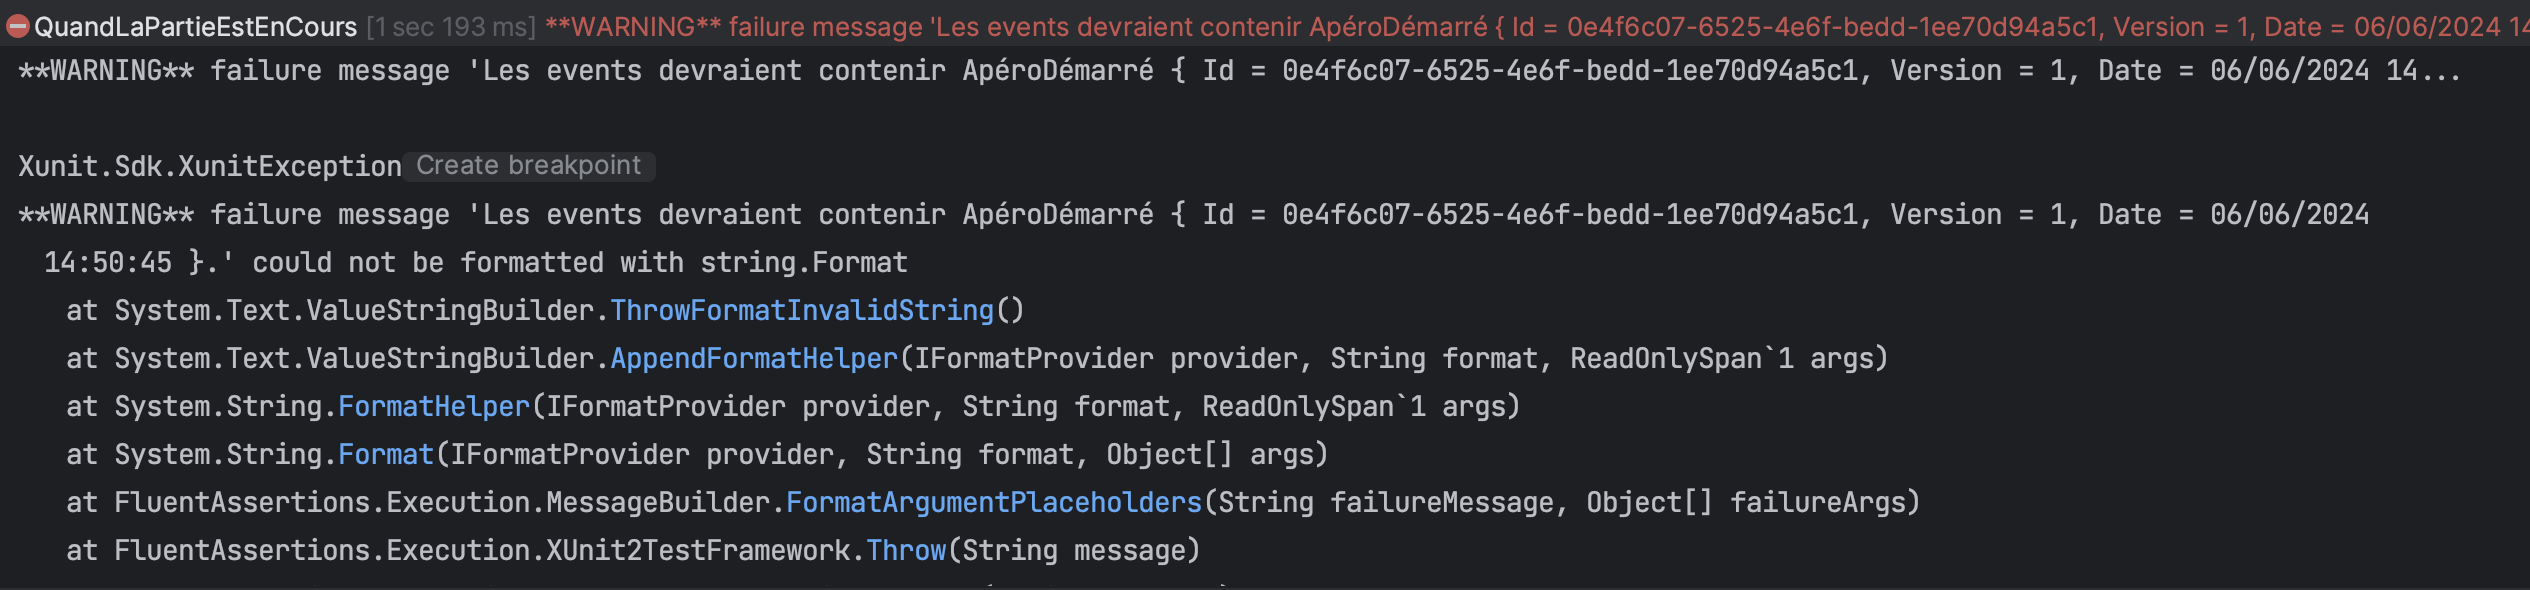 QuandLaPartieEstEnCours [1 sec 193 ms] **WARNING** failure message 'Les events devraient contenir ApéroDémarré { Id = 0e4f6c07-6525-4e6f-bedd-1ee70d94a5c1, Version = 1, Date = 06/06/2024 14
**WARNING** failure message 'Les events devraient contenir ApéroDémarré { Id = 0e4f6c07-6525-4e6f-bedd-1ee70d94a5c1, Version = 1, Date = 06/06/2024 14...
Xunit.Sdk.XunitException Create breakpoint
**WARNING** failure message 'Les events devraient contenir ApéroDémarré { Id = 0e4f6c07-6525-4e6f-bedd-1ee70d94a5c1, Version = 1, Date = 06/06/2024
14:50:45 }.' could not be formatted with string.Format
at System.Text.ValueStringBuilder.ThrowFormatInvalidString()
at System.Text.ValueStringBuilder.AppendFormatHelper(IFormatProvider provider, String format, ReadOnlySpan`1 args)
at System.String.FormatHelper(IFormatProvider provider, String format, ReadOnlySpan`1 args)
at System.String.Format(IFormatProvider provider, String format, Object[] args)
at FluentAssertions.Execution.MessageBuilder.FormatArgumentPlaceholders(String failureMessage, Object[] failureArgs)
at FluentAssertions.Execution.XUnit2TestFramework.Throw(String message)